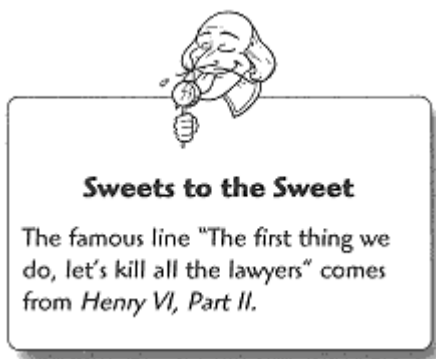 Sweets to the Sweet
The famous line "The first thing we
do, let's kill all the lawyers" comes
from Henry VI, Part II.